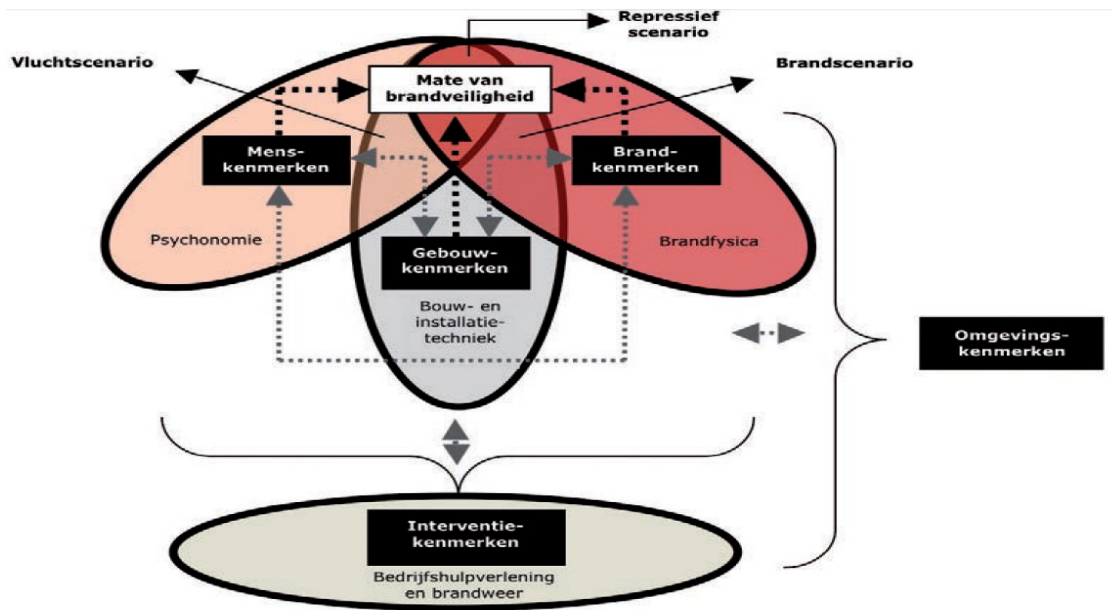 Repressief
scenario
Vluchtscenario
Brandscenario
Mate van
brandveiligheid
Mens-
kenmerken
Brand-
kenmerken
Psychonomie
Brandfysica
Gebouw-
kenmerken
Bouw- en
installatie-
techniek
Omgevings-
kenmerken
Interventie-
kenmerken
Bedrijfshulpverlening
en brandweer